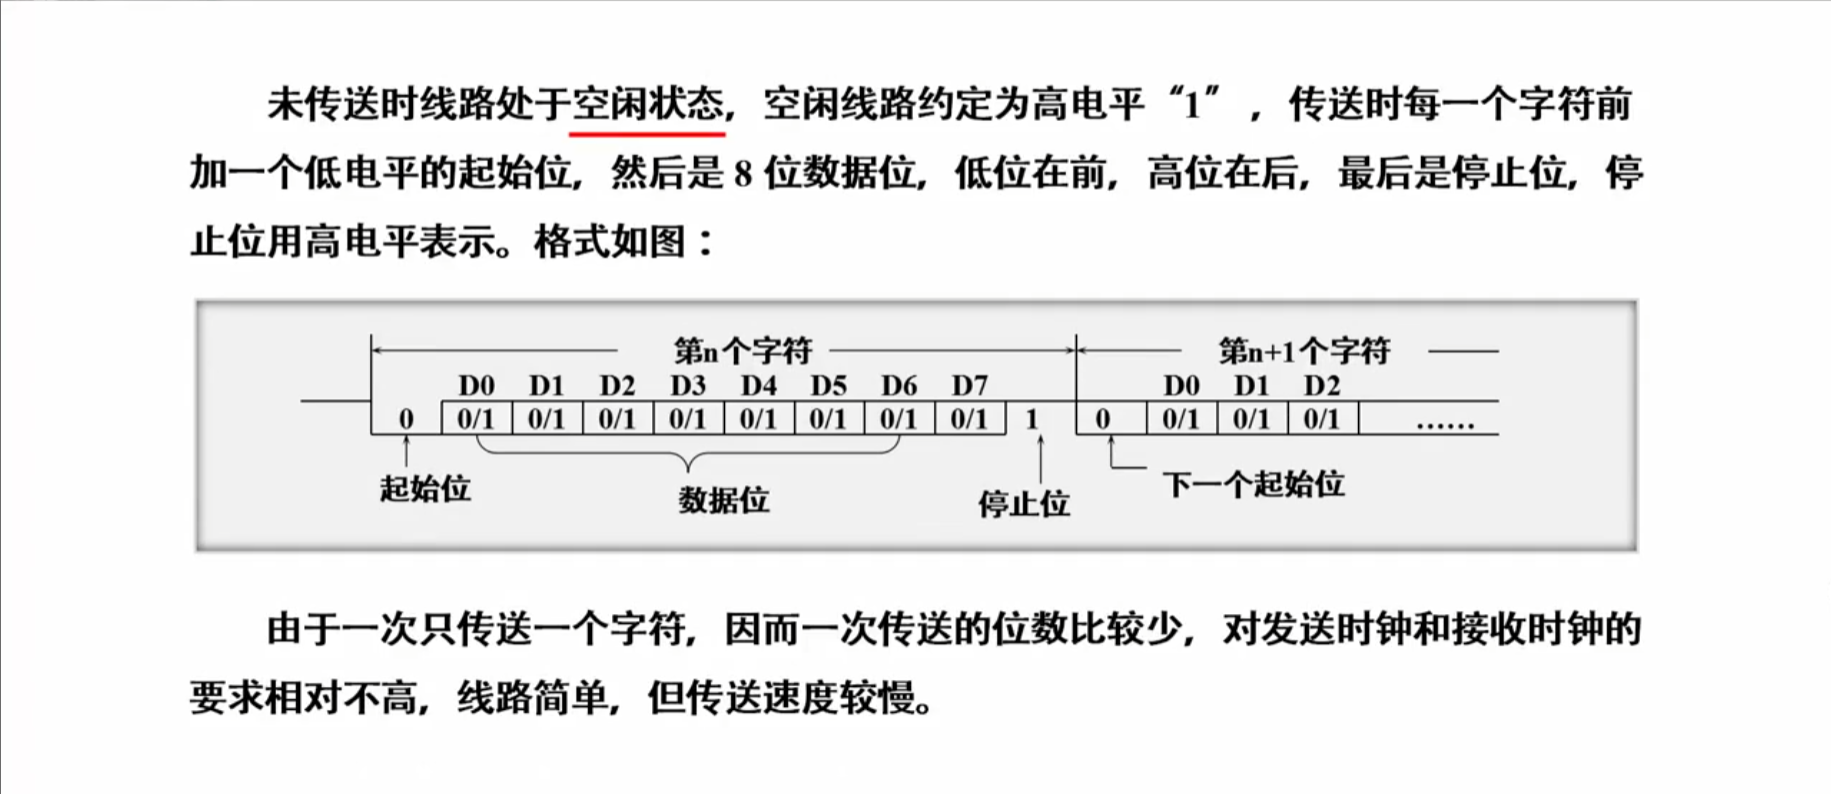 未传送时线路处于空闲状态，空闲线路约定为高电平“1”，传送时每一个字符前
加一个低电平的起始位，然后是 8 位数据位，低位在前，高位在后，最后是停止位，停
止位用高电平表示。格式如图：
第n个字符 第n+1个字符
D0 D1 D2 D3 D4 D5 D6 D7 D0 D1 D2
0 0/1 0/1 0/1 0/1 0/1 0/1 0/1 0/1 1 0 0/1 0/1 0/1 ……
起始位 数据位 停止位 下一个起始位
由于一次只传送一个字符，因而一次传送的位数比较少，对发送时钟和接收时钟的
要求相对不高，线路简单，但传送速度较慢。